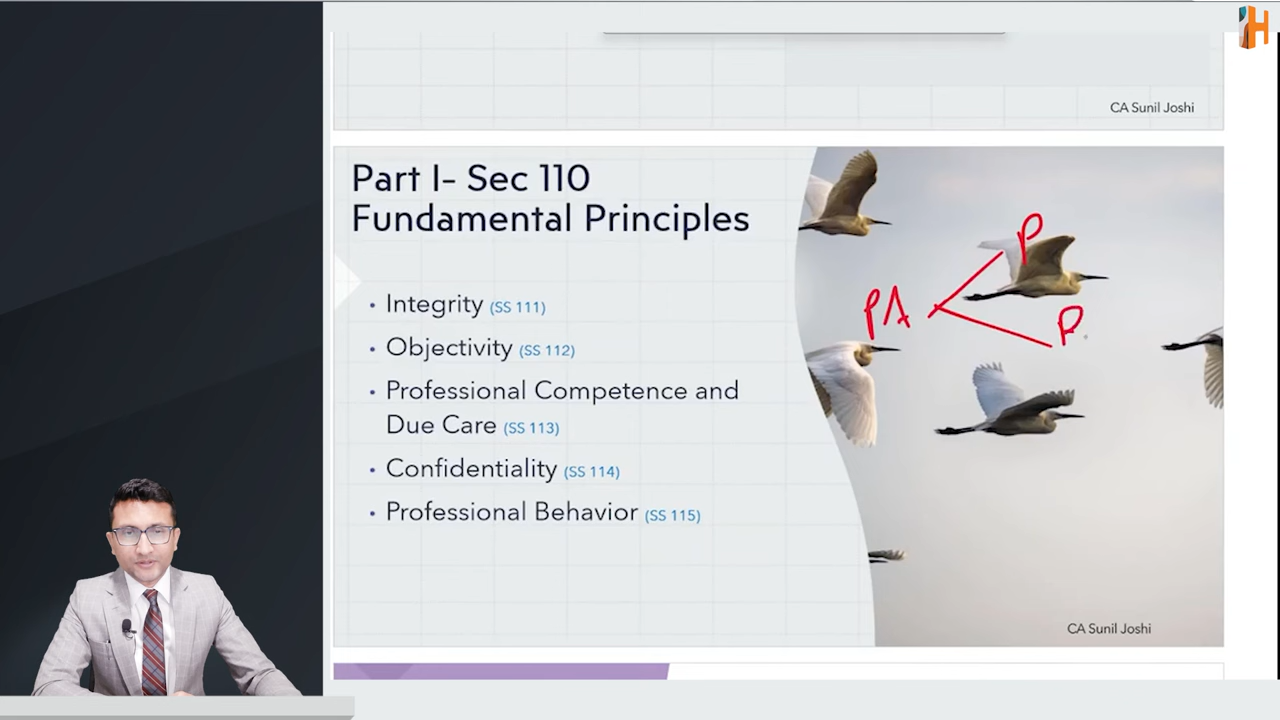 H
CA Sunil Joshi
Part I- Sec 110
Fundamental Principles
• Integrity (SS 111)
• Objectivity (SS 112)
• Professional Competence and
Due Care (SS 113)
• Confidentiality (SS 114)
• Professional Behavior (SS 115)
P
PA
P
CA Sunil Joshi